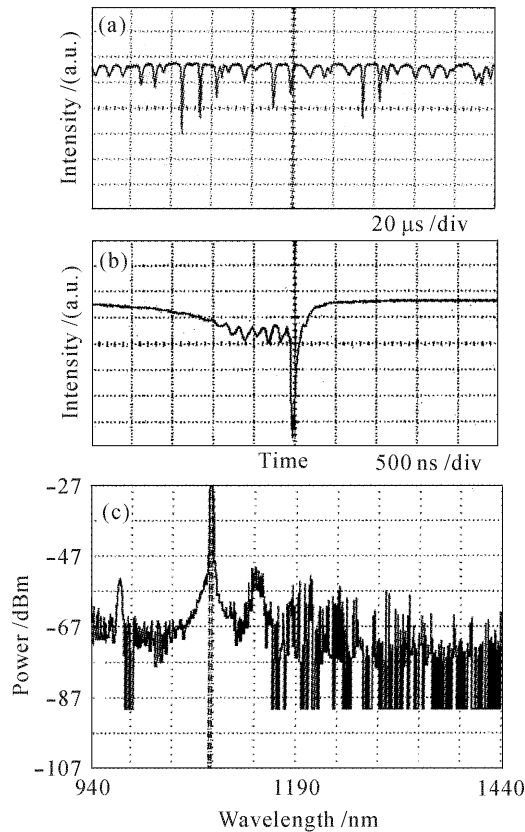 (a)
Intensity /(a.u.)
20 μs /div
(b)
Intensity /(a.u.)
Time 500 ns /div
(c)
Power /dBm
-27
-47
-67
-87
-107
940 1190 1440
Wavelength /nm